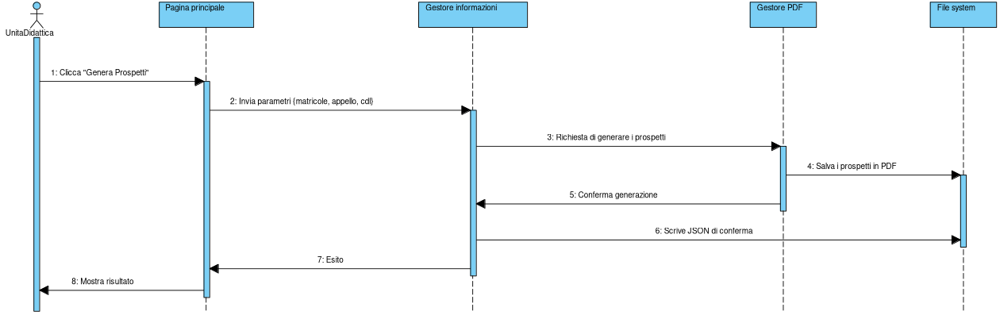 Pagina principale
Gestore informazioni
Gestore PDF
File system
UnitaDidattica
1: Clicca "Genera Prospetti"
2: Invia parametri {matricole, appello, cdl}
3: Richiesta di generare i prospetti
4: Salva i prospetti in PDF
5: Conferma generazione
6: Scrive JSON di conferma
7: Esito
8: Mostra risultato